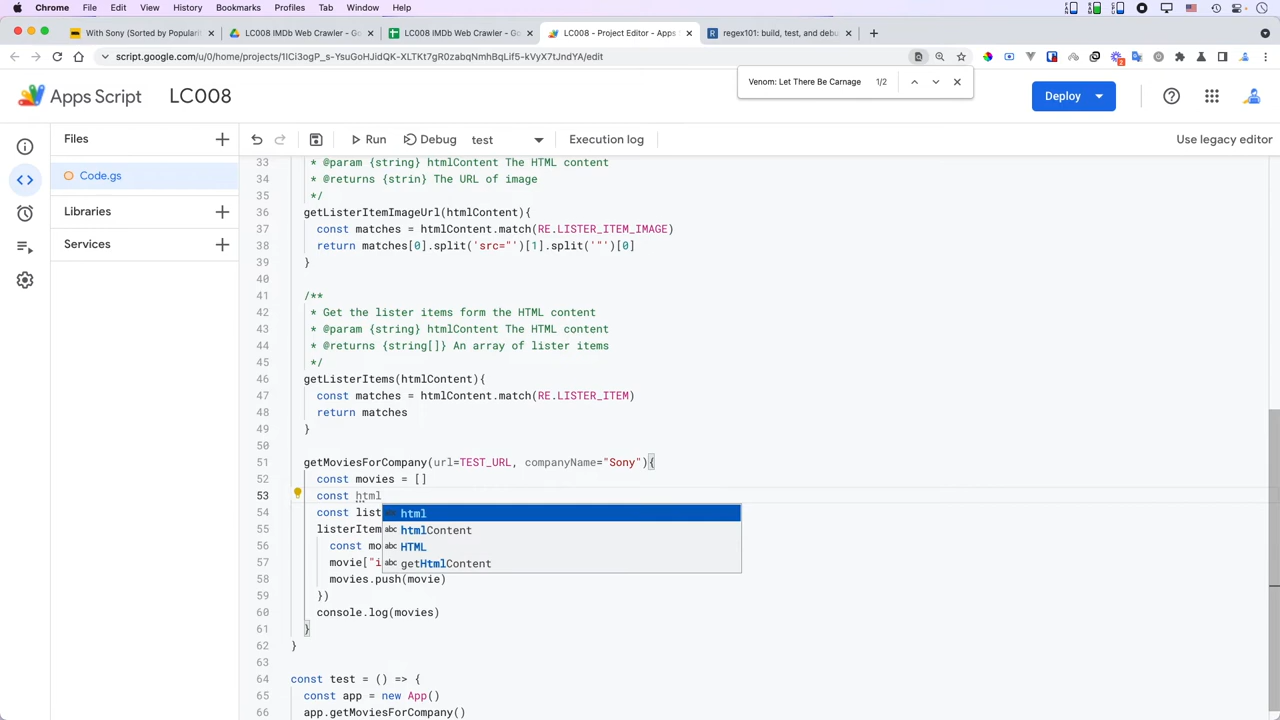 Chrome File Edit View History Bookmarks Profiles Tab Window Help
With Sony (Sorted by Popularit
LC008 IMDb Web Crawler - Go
LC008 IMDb Web Crawler - Go
LC008 - Project Editor - Apps S
regex101: build, test, and debu
script.google.com/u/0/home/projects/1ICi3ogP_s-YsuGoHJidQK-XLTKt7gR0zabqNmhBqLif5-kVyX7tJndYA/edit
Venom: Let There Be Carnage 1/2
Apps Script LC008
Deploy
Files
Run Debug test Execution log Use legacy editor
Code.gs
Libraries
Services
33 * @param {string} htmlContent The HTML content
34 * @returns {strin} The URL of image
35 */
36 getListerItemImageUrl(htmlContent){
37 const matches = htmlContent.match(RE.LISTER_ITEM_IMAGE)
38 return matches[0].split('src="')[1].split('"')[0]
39 }
40
41 /**
42 * Get the lister items form the HTML content
43 * @param {string} htmlContent The HTML content
44 * @returns {string[]} An array of lister items
45 */
46 getListerItems(htmlContent){
47 const matches = htmlContent.match(RE.LISTER_ITEM)
48 return matches
49 }
50
51 getMoviesForCompany(url=TEST_URL, companyName="Sony"){
52 const movies = []
53 const html
54 const list
55 listerItem
56 const mo
57 movie["i
58 movies.push(movie)
59 })
60 console.log(movies)
61 }
62 }
63
64 const test = () => {
65 const app = new App()
66 app.getMoviesForCompany()
html
abc htmlContent
abc HTML
abc getHtmlContent